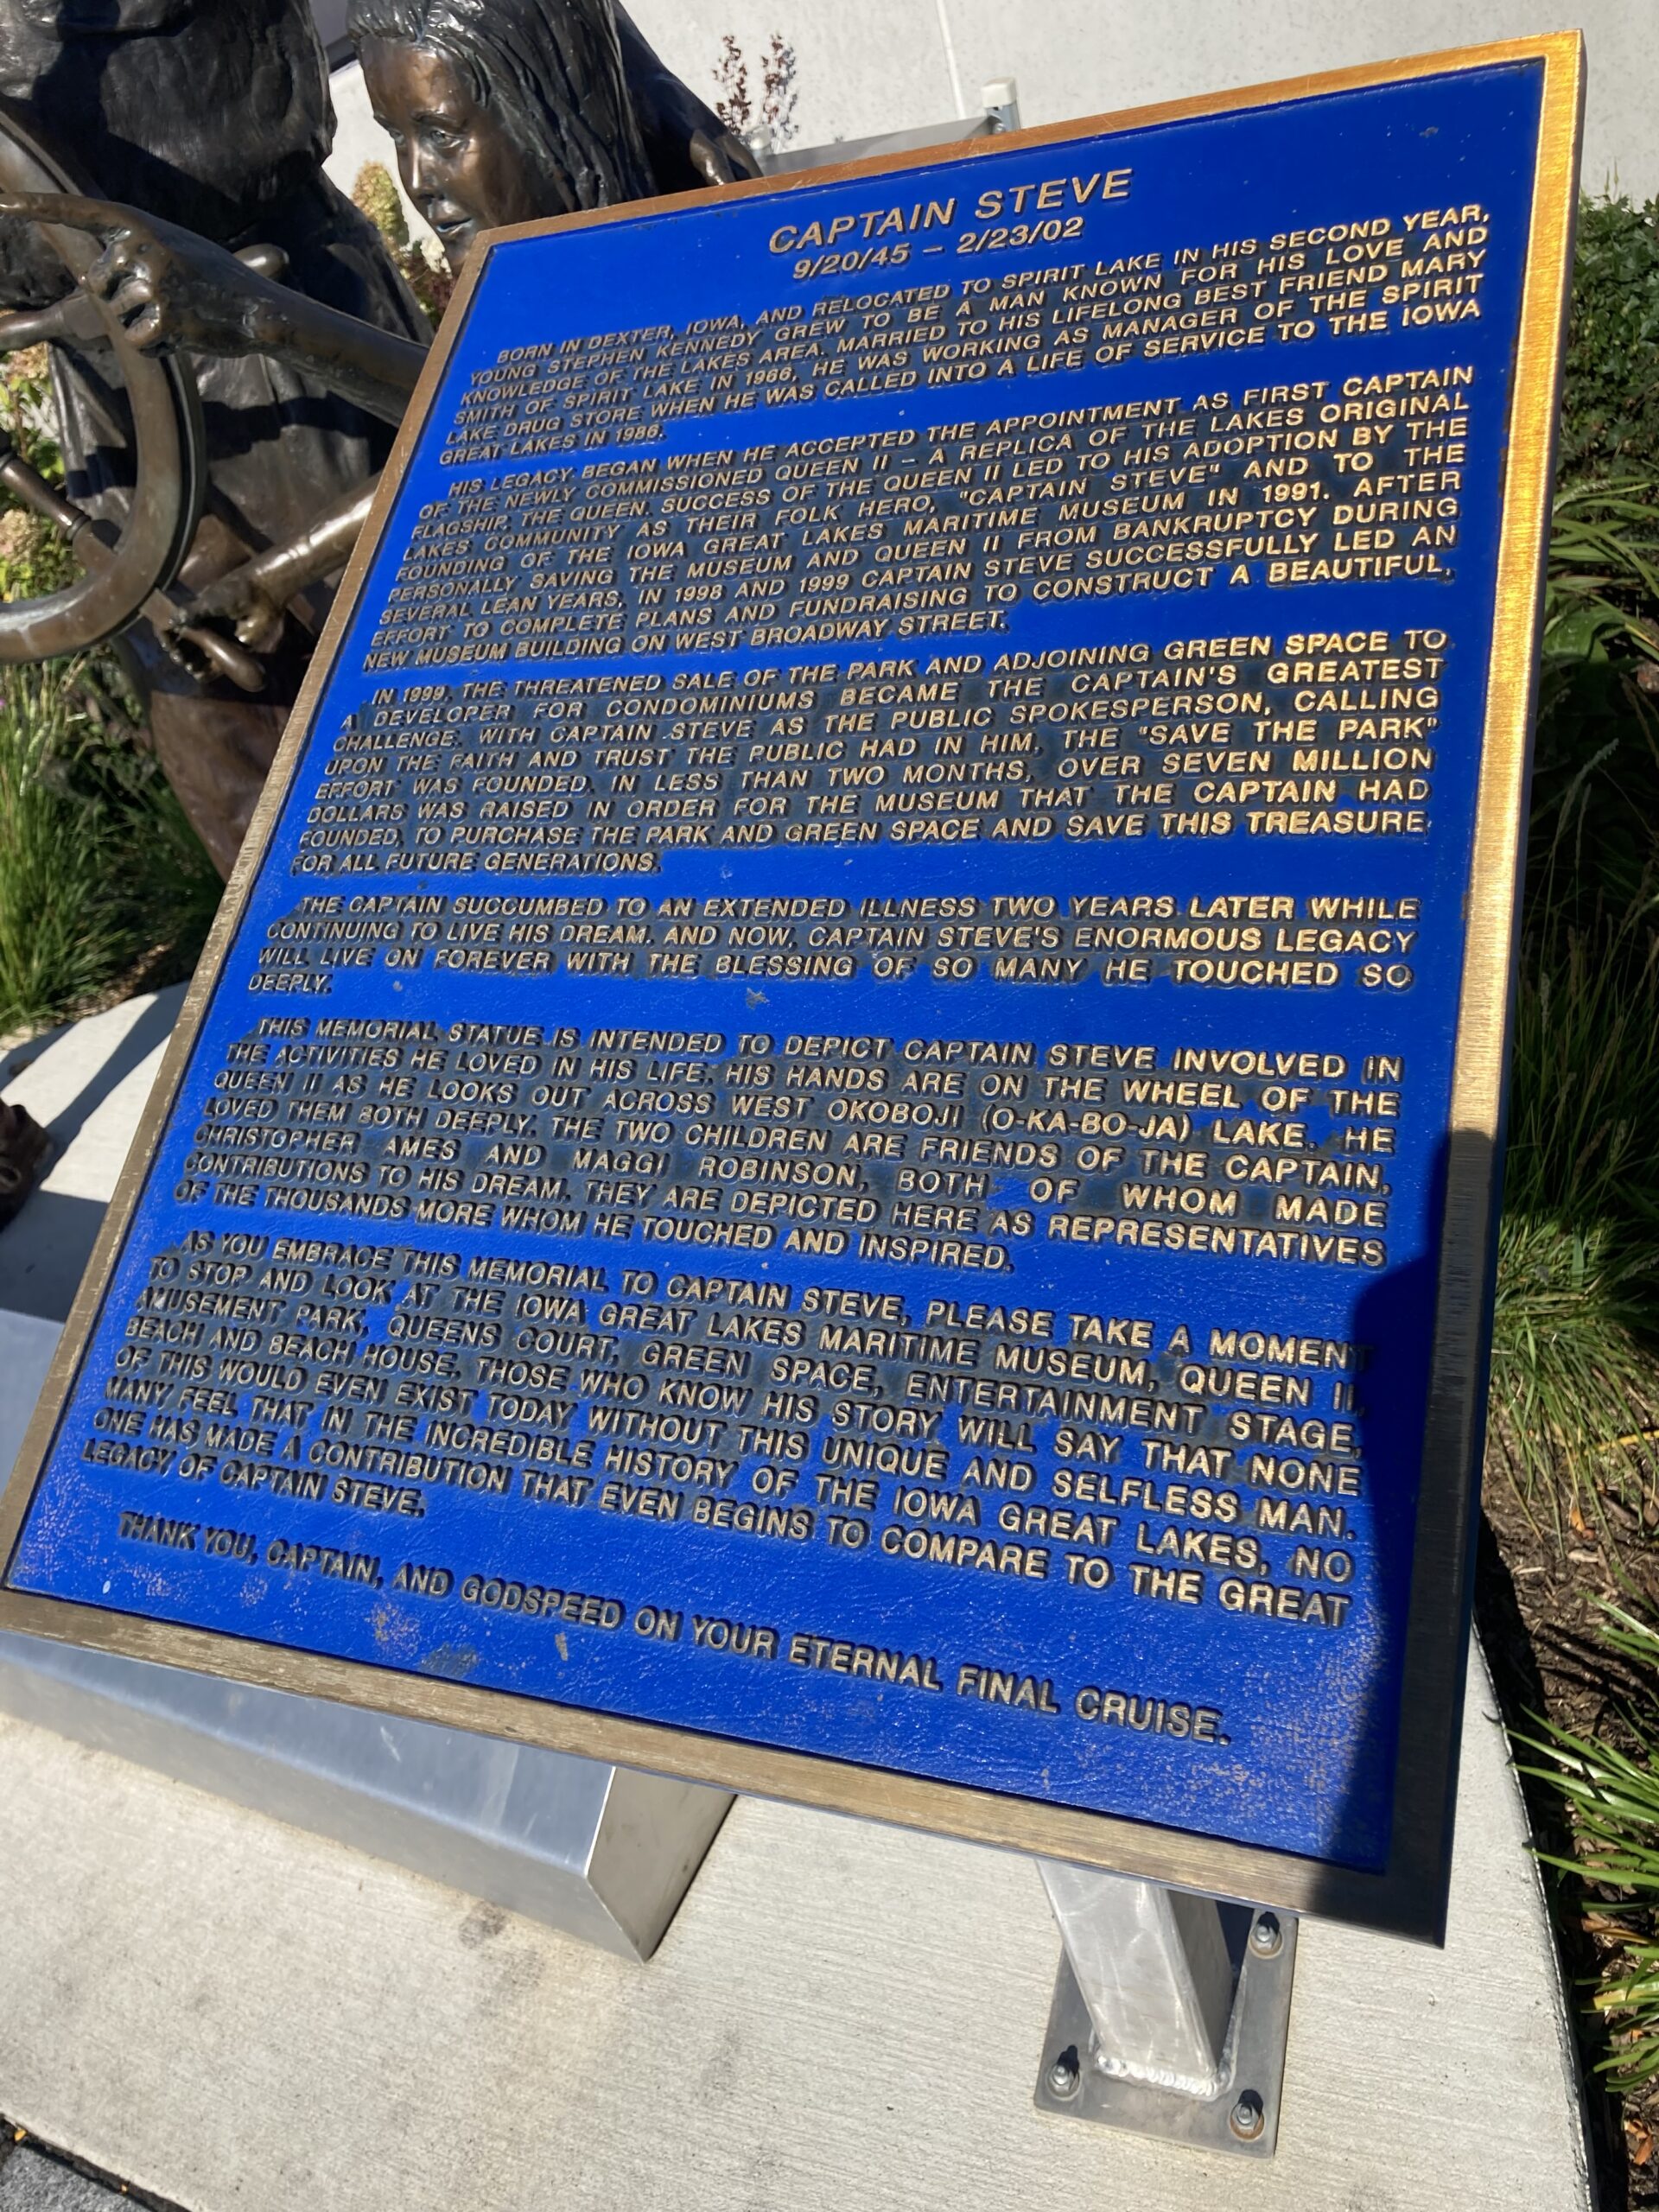 CAPTAIN STEVE
9/20/45 – 2/23/02
BORN IN DEXTER, IOWA, AND RELOCATED TO SPIRIT LAKE IN HIS SECOND YEAR,
YOUNG STEPHEN KENNEDY GREW TO BE A MAN KNOWN FOR HIS LOVE AND
KNOWLEDGE OF THE LAKES AREA. MARRIED TO HIS LIFELONG BEST FRIEND MARY
SMITH OF SPIRIT LAKE IN 1966, HE WAS WORKING AS MANAGER OF THE SPIRIT
LAKE DRUG STORE WHEN HE WAS CALLED INTO A LIFE OF SERVICE TO THE IOWA
GREAT LAKES IN 1986.
HIS LEGACY BEGAN WHEN HE ACCEPTED THE APPOINTMENT AS FIRST CAPTAIN
OF THE NEWLY COMMISSIONED QUEEN II – A REPLICA OF THE LAKES ORIGINAL
FLAGSHIP, THE QUEEN. SUCCESS OF THE QUEEN II LED TO HIS ADOPTION BY THE
LAKES COMMUNITY AS THEIR FOLK HERO, "CAPTAIN STEVE" AND TO THE
FOUNDING OF THE IOWA GREAT LAKES MARITIME MUSEUM IN 1991. AFTER
PERSONALLY SAVING THE MUSEUM AND QUEEN II FROM BANKRUPTCY DURING
SEVERAL LEAN YEARS, IN 1998 AND 1999 CAPTAIN STEVE SUCCESSFULLY LED AN
EFFORT TO COMPLETE PLANS AND FUNDRAISING TO CONSTRUCT A BEAUTIFUL,
NEW MUSEUM BUILDING ON WEST BROADWAY STREET.
IN 1999, THE THREATENED SALE OF THE PARK AND ADJOINING GREEN SPACE TO
A DEVELOPER FOR CONDOMINIUMS BECAME THE CAPTAIN'S GREATEST
CHALLENGE. WITH CAPTAIN STEVE AS THE PUBLIC SPOKESPERSON, CALLING
UPON THE FAITH AND TRUST THE PUBLIC HAD IN HIM, THE "SAVE THE PARK"
EFFORT WAS FOUNDED. IN LESS THAN TWO MONTHS, OVER SEVEN MILLION
DOLLARS WAS RAISED IN ORDER FOR THE MUSEUM THAT THE CAPTAIN HAD
FOUNDED, TO PURCHASE THE PARK AND GREEN SPACE AND SAVE THIS TREASURE
FOR ALL FUTURE GENERATIONS.
THE CAPTAIN SUCCUMBED TO AN EXTENDED ILLNESS TWO YEARS LATER WHILE
CONTINUING TO LIVE HIS DREAM. AND NOW, CAPTAIN STEVE'S ENORMOUS LEGACY
WILL LIVE ON FOREVER WITH THE BLESSING OF SO MANY HE TOUCHED SO
DEEPLY.
THIS MEMORIAL STATUE IS INTENDED TO DEPICT CAPTAIN STEVE INVOLVED IN
THE ACTIVITIES HE LOVED IN HIS LIFE. HIS HANDS ARE ON THE WHEEL OF THE
QUEEN II AS HE LOOKS OUT ACROSS WEST OKOBOJI (O-KA-BO-JA) LAKE. HE
LOVED THEM BOTH DEEPLY. THE TWO CHILDREN ARE FRIENDS OF THE CAPTAIN,
CHRISTOPHER AMES AND MAGGI ROBINSON, BOTH OF WHOM MADE
CONTRIBUTIONS TO HIS DREAM. THEY ARE DEPICTED HERE AS REPRESENTATIVES
OF THE THOUSANDS MORE WHOM HE TOUCHED AND INSPIRED.
AS YOU EMBRACE THIS MEMORIAL TO CAPTAIN STEVE, PLEASE TAKE A MOMENT
TO STOP AND LOOK AT THE IOWA GREAT LAKES MARITIME MUSEUM, QUEEN II,
AMUSEMENT PARK, QUEENS COURT, GREEN SPACE, ENTERTAINMENT STAGE,
BEACH AND BEACH HOUSE. THOSE WHO KNOW HIS STORY WILL SAY THAT NONE
OF THIS WOULD EVEN EXIST TODAY WITHOUT THIS UNIQUE AND SELFLESS MAN.
MANY FEEL THAT IN THE INCREDIBLE HISTORY OF THE IOWA GREAT LAKES, NO
ONE HAS MADE A CONTRIBUTION THAT EVEN BEGINS TO COMPARE TO THE GREAT
LEGACY OF CAPTAIN STEVE.
THANK YOU, CAPTAIN, AND GODSPEED ON YOUR ETERNAL FINAL CRUISE.